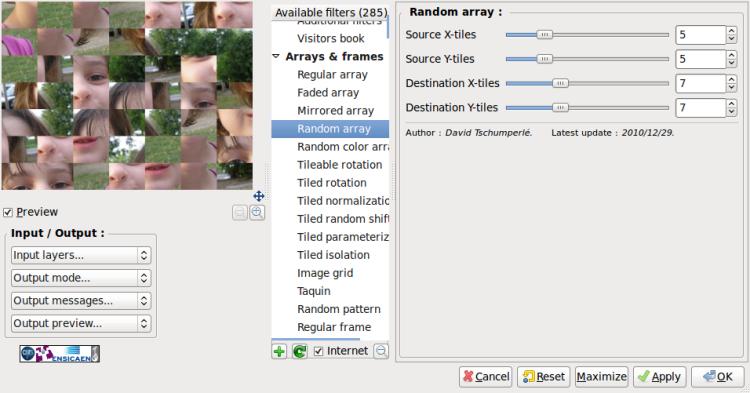 Preview
Input / Output :
Input layers...
Output mode...
Output messages...
Output preview...
ENSICAEN
Available filters (285)
Additional filters
Visitors book
Arrays & frames
Regular array
Faded array
Mirrored array
Random array
Random color arra
Tileable rotation
Tiled rotation
Tiled normalizatio
Tiled random shift
Tiled parameteriz
Tiled isolation
Image grid
Taquin
Random pattern
Regular frame
Internet
Random array :
Source X-tiles 5
Source Y-tiles 5
Destination X-tiles 7
Destination Y-tiles 7
Author : David Tschumperlé. Latest update : 2010/12/29.
Cancel Reset Maximize Apply OK